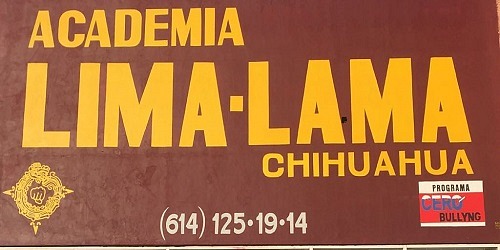 ACADEMIA
LIMA-LAMA
CHIHUAHUA
PROGRAMA
CERO
BULLYNG
(614) 125·19·14